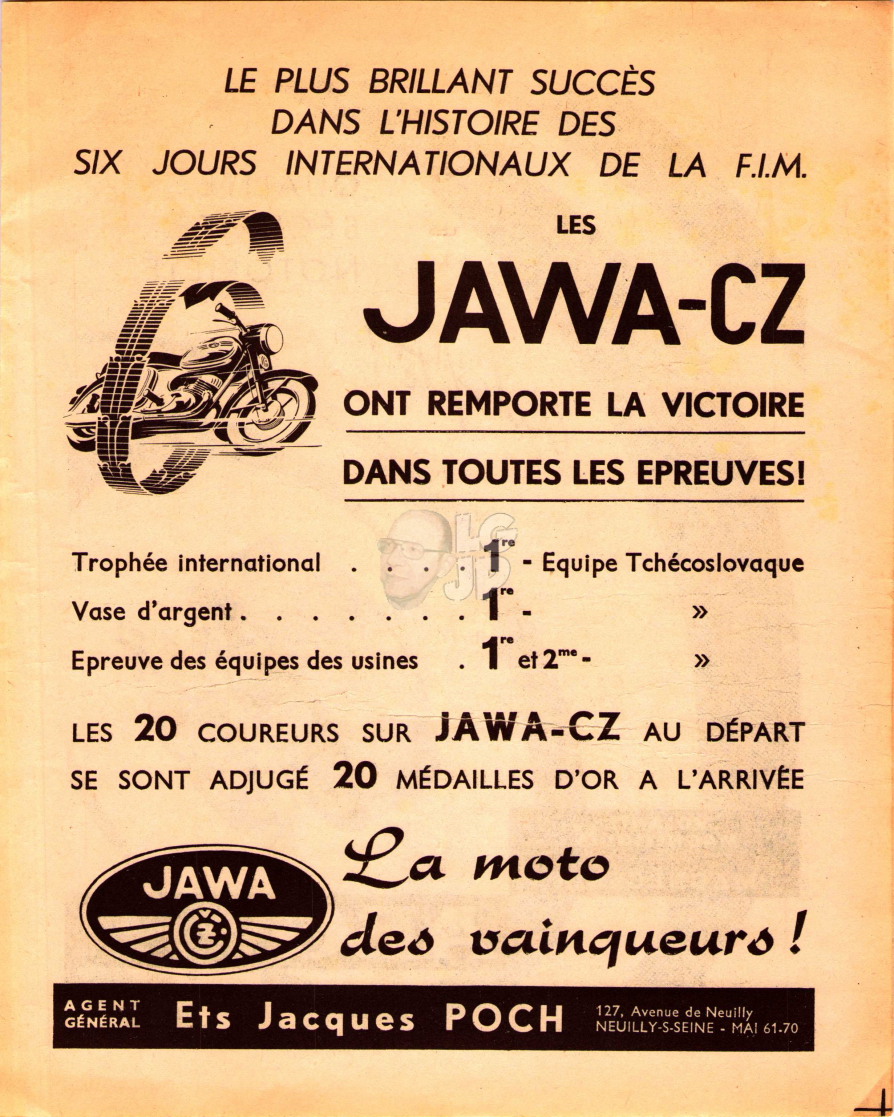 LE PLUS BRILLANT SUCCÈS
DANS L'HISTOIRE DES
SIX JOURS INTERNATIONAUX DE LA F.I.M.
LES
JAWA-CZ
ONT REMPORTE LA VICTOIRE
DANS TOUTES LES EPREUVES!
Trophée international . . . . 1re - Equipe Tchécoslovaque
Vase d'argent . . . . . . . 1re - »
Epreuve des équipes des usines . 1re et 2me - »
LES 20 COUREURS SUR JAWA-CZ AU DÉPART
SE SONT ADJUGÉ 20 MÉDAILLES D'OR A L'ARRIVÉE
La moto
des vainqueurs !
JAWA
ČZ
AGENT
GÉNÉRAL
Ets Jacques POCH
127, Avenue de Neuilly
NEUILLY-S-SEINE - MAI 61-70
LG
JD